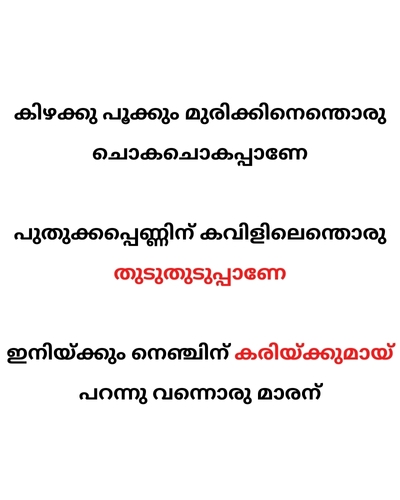 കിഴക്കു പൂക്കും മുരിക്കിനെന്തൊരു
ചൊകചൊകപ്പാണേ
പുതുക്കപ്പെണ്ണിന് കവിളിലെന്തൊരു
തുടുതുടുപ്പാണേ
ഇനിയ്ക്കും നെഞ്ചിന് കരിയ്ക്കുമായ്
പറന്നു വന്നൊരു മാരന്